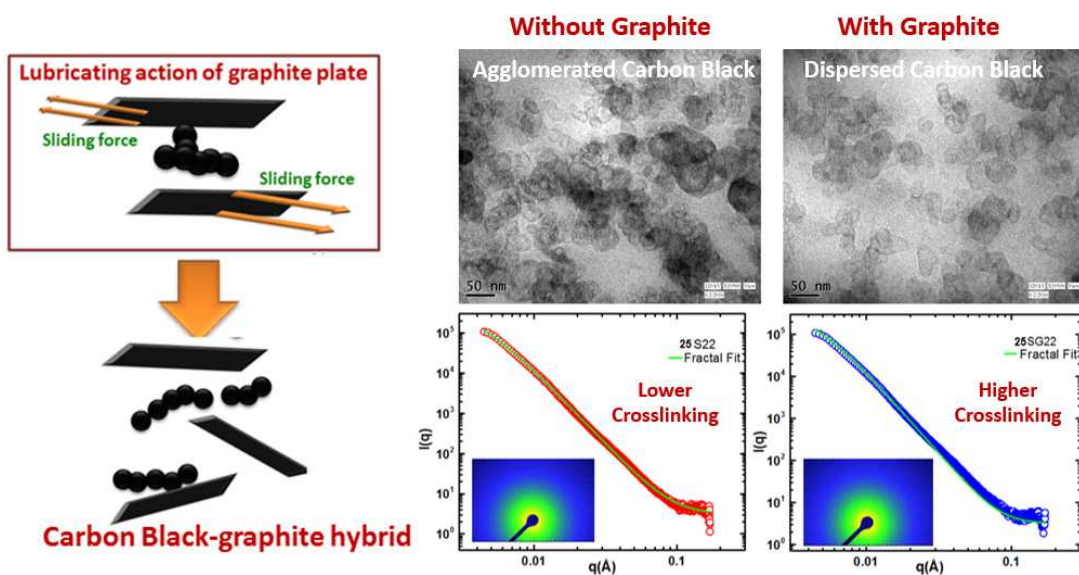 Lubricating action of graphite plate
Sliding force
Sliding force
Carbon Black-graphite hybrid
Without Graphite
Agglomerated Carbon Black
50 nm
With Graphite
Dispersed Carbon Black
50 nm
25S22
Fractal Fit
Lower
Crosslinking
I(q)
10⁵
10⁴
10³
10²
10¹
10⁰
0.01
0.1
q(Å)
25SG22
Fractal Fit
Higher
Crosslinking
I(q)
10⁵
10⁴
10³
10²
10¹
10⁰
0.01
0.1
q(Å)